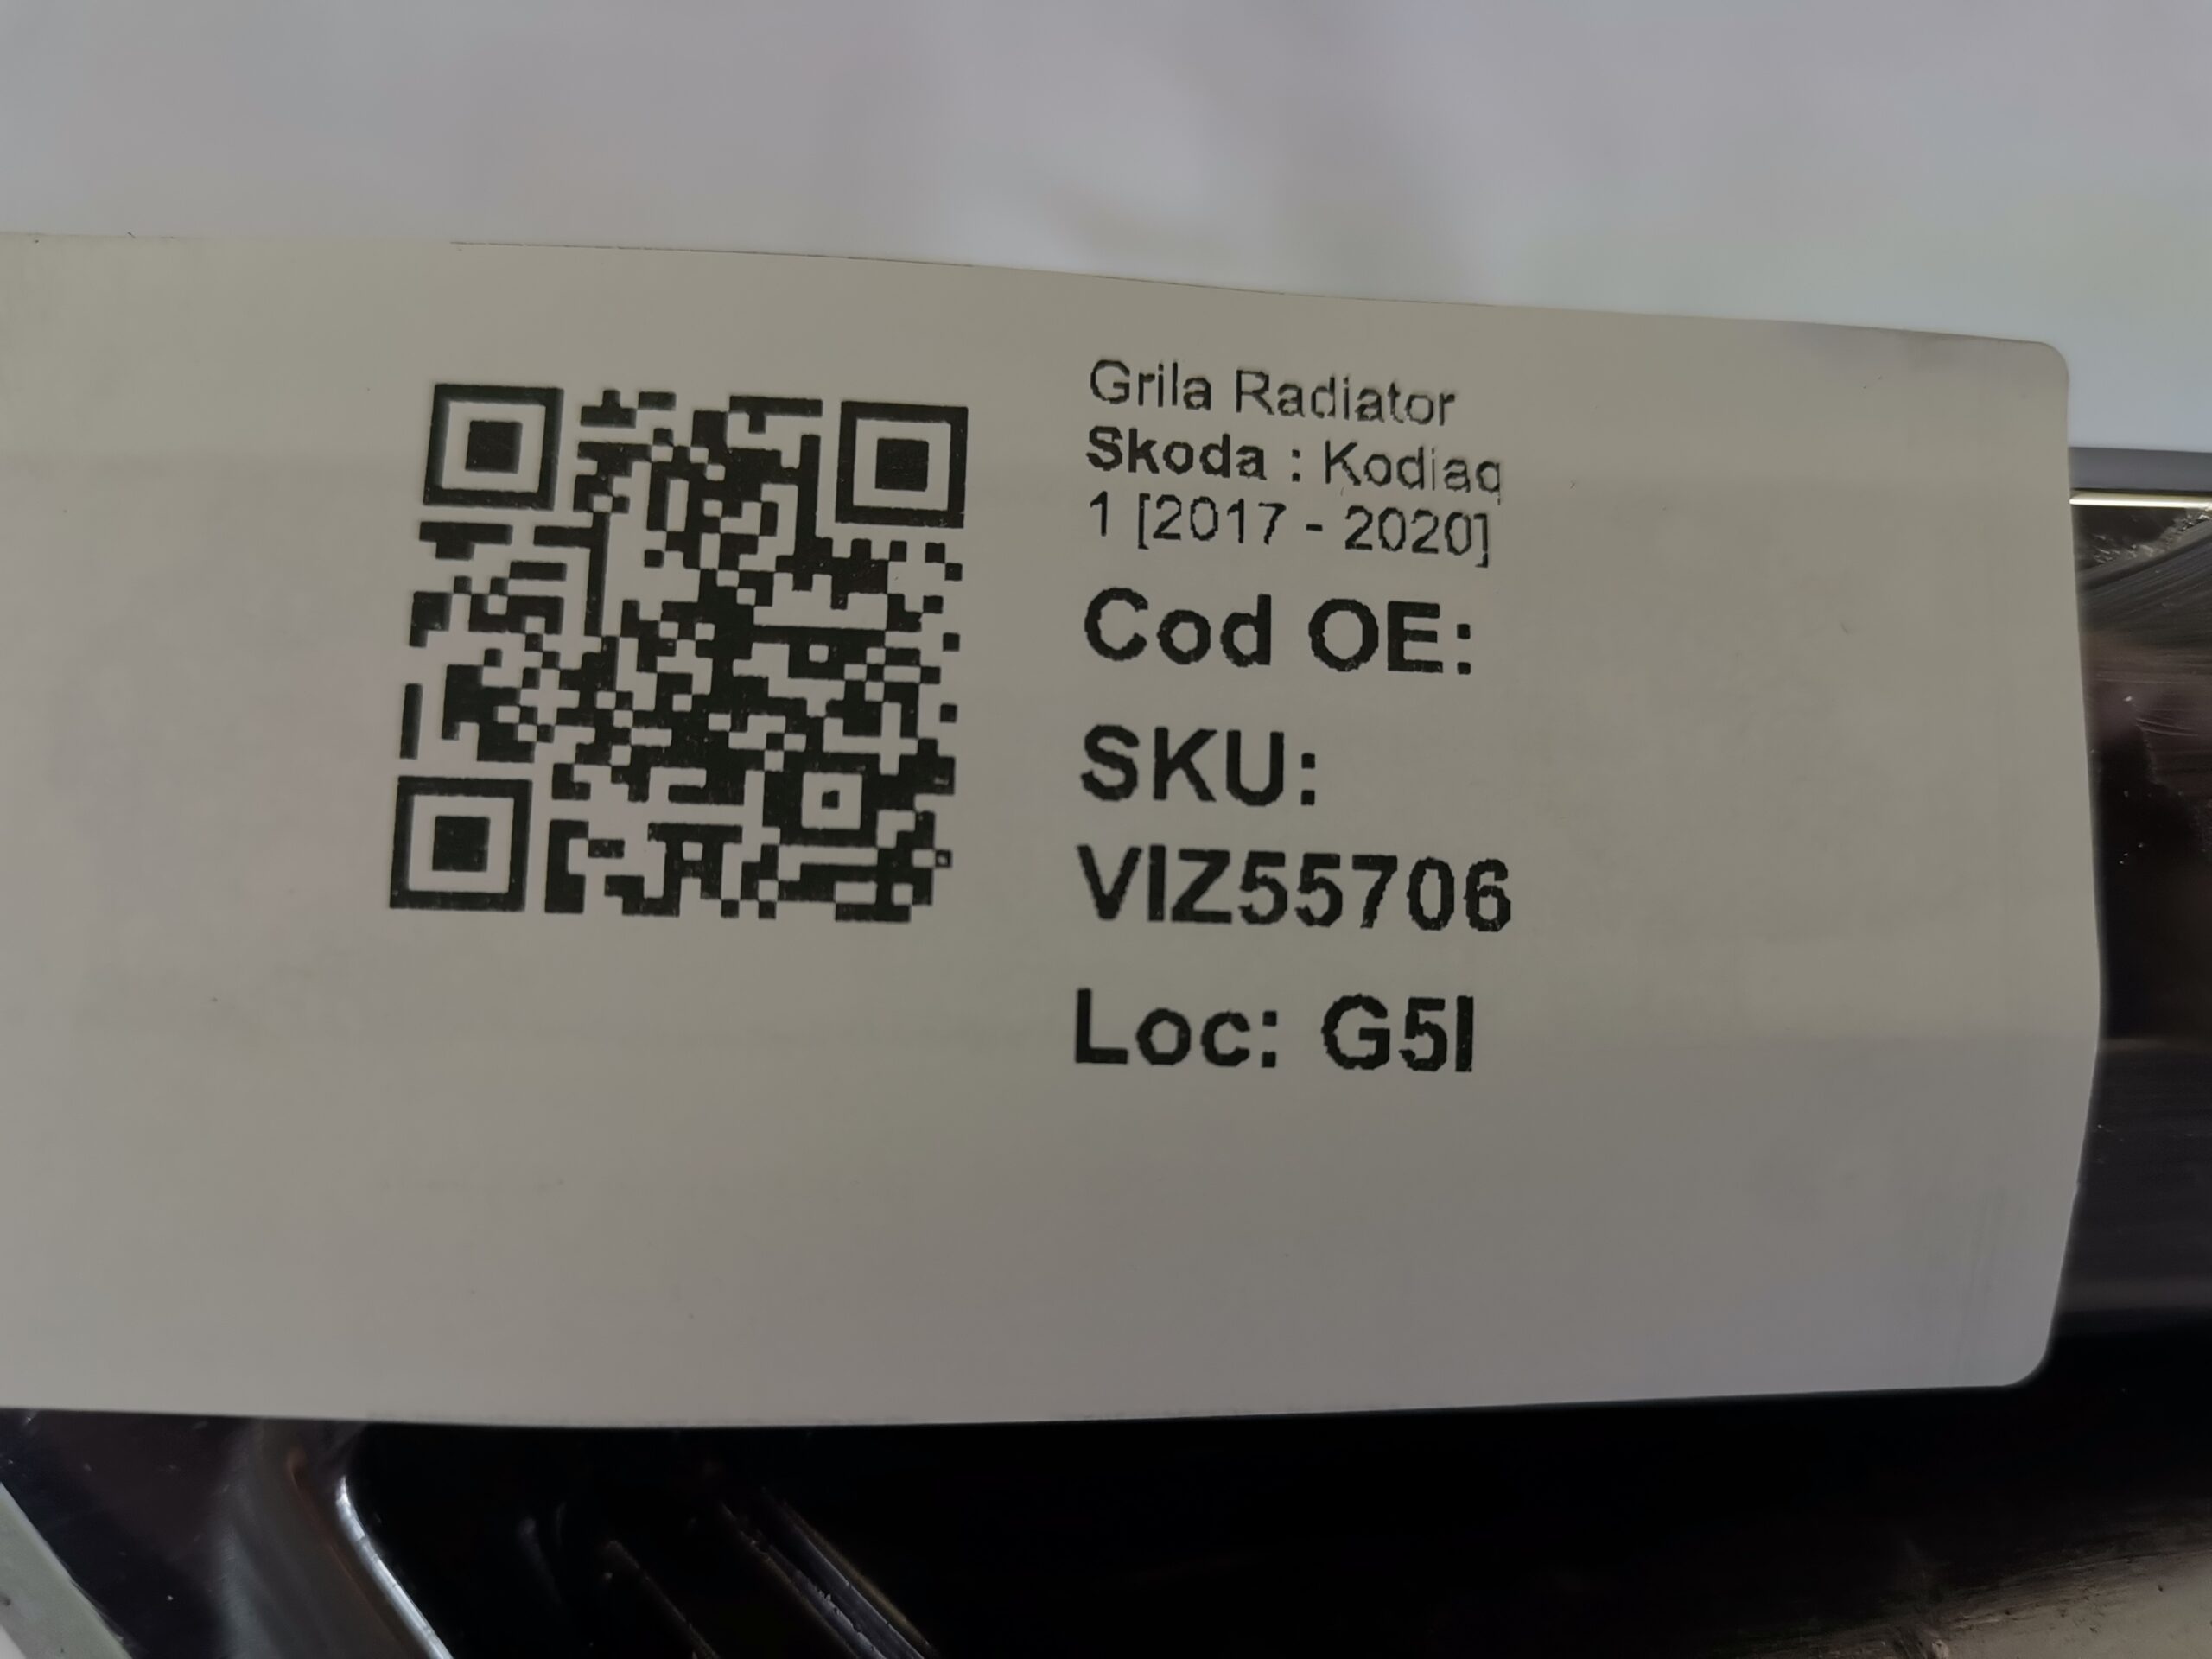 Grila Radiator
Skoda : Kodiaq
1 [2017 - 2020]
Cod OE:
SKU:
VIZ55706
Loc: G5I